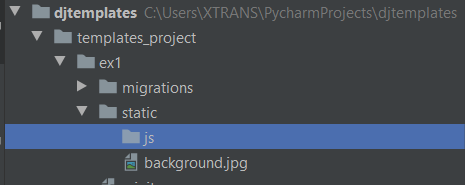 djtemplates C:\Users\XTRANS\PycharmProjects\djtemplates
templates_project
ex1
migrations
static
js
background.jpg